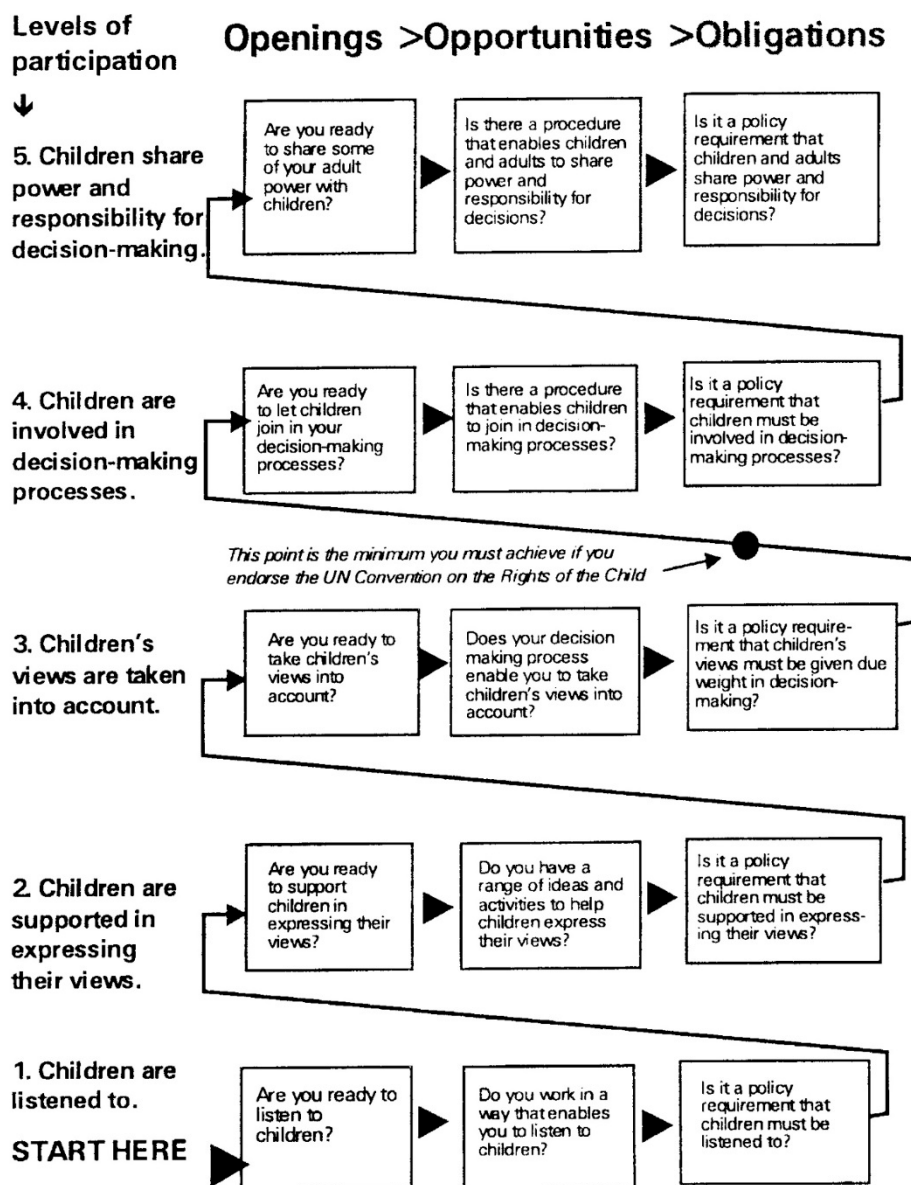 Levels of
participation
Openings >Opportunities >Obligations
5. Children share
power and
responsibility for
decision-making.
Are you ready
to share some
of your adult
power with
children?
Is there a procedure
that enables children
and adults to share
power and
responsibility for
decisions?
Is it a policy
requirement that
children and adults
share power and
responsibility for
decisions?
4. Children are
involved in
decision-making
processes.
Are you ready
to let children
join in your
decision-making
processes?
Is there a procedure
that enables children
to join in decision-
making processes?
Is it a policy
requirement that
children must be
involved in decision-
making processes?
This point is the minimum you must achieve if you
endorse the UN Convention on the Rights of the Child
3. Children's
views are taken
into account.
Are you ready to
take children's
views into
account?
Does your decision
making process
enable you to take
children's views into
account?
Is it a policy require-
ment that children's
views must be given due
weight in decision-
making?
2. Children are
supported in
expressing
their views.
Are you ready
to support
children in
expressing their
views?
Do you have a
range of ideas and
activities to help
children express
their views?
Is it a policy
requirement that
children must be
supported in express-
ing their views?
1. Children are
listened to.
START HERE
Are you ready to
listen to
children?
Do you work in a
way that enables
you to listen to
children?
Is it a policy
requirement that
children must be
listened to?